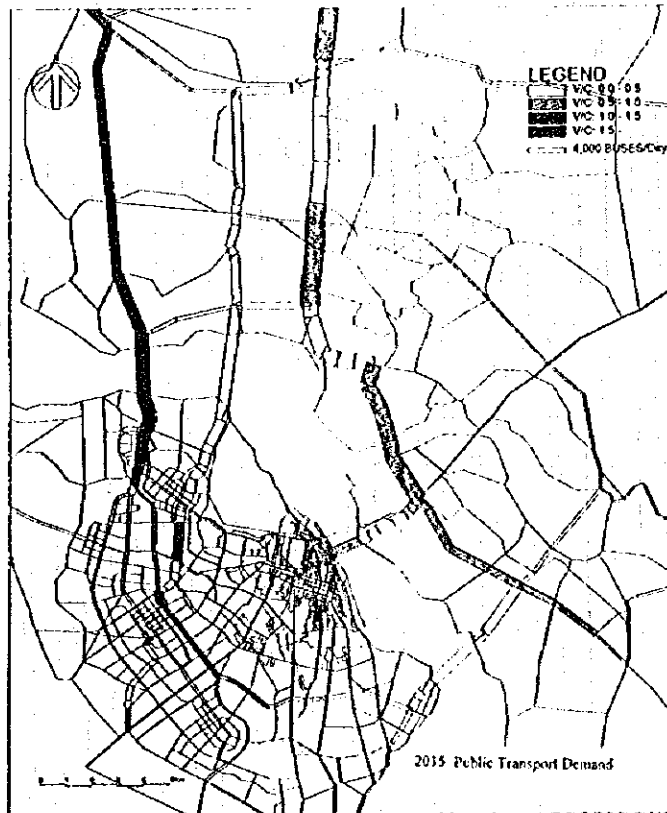 LEGEND
V/C 0.0 - 0.5
V/C 0.5 - 1.0
V/C 1.0 - 1.5
V/C 1.5
4,000 BUSES/Day
2015 Public Transport Demand